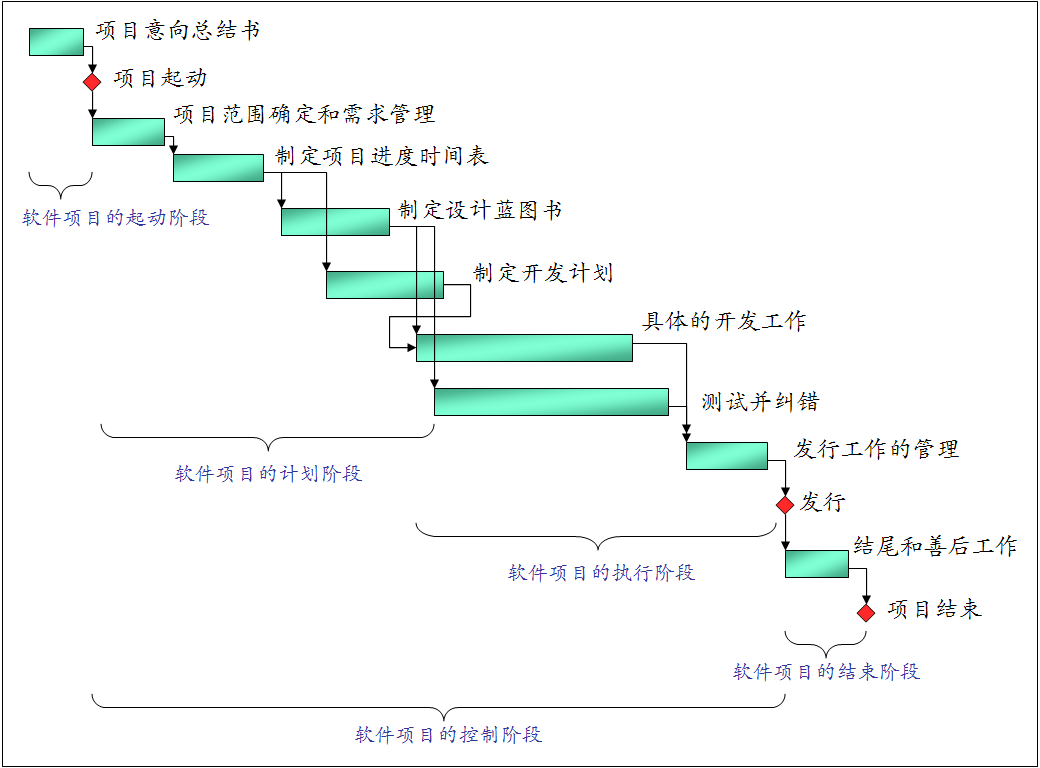 项目意向总结书
项目起动
项目范围确定和需求管理
制定项目进度时间表
软件项目的起动阶段
制定设计蓝图书
制定开发计划
具体的开发工作
测试并纠错
发行工作的管理
软件项目的计划阶段
发行
结尾和善后工作
软件项目的执行阶段
项目结束
软件项目的结束阶段
软件项目的控制阶段